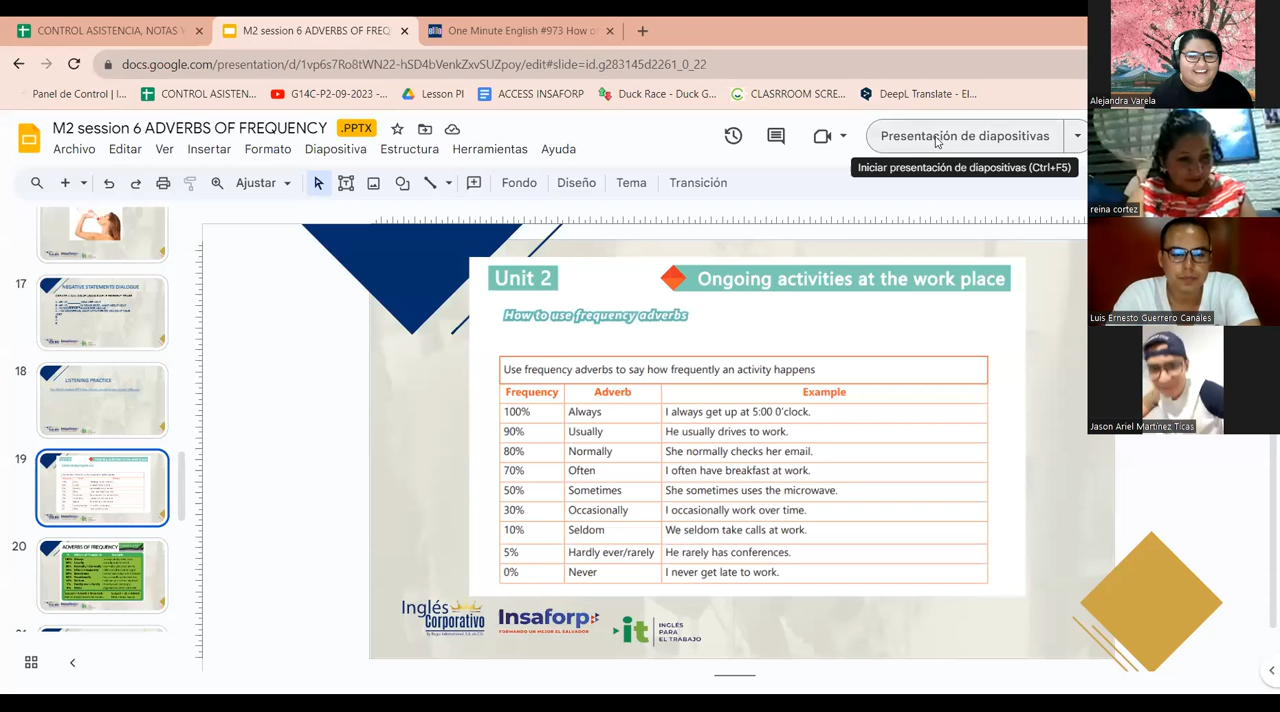 CONTROL ASISTENCIA, NOTAS Y
M2 session 6 ADVERBS OF FREQ
One Minute English #973 How of
docs.google.com/presentation/d/1vp6s7Ro8tWN22-hSD4bVenkZxvSUZpoy/edit#slide=id.g283145d2261_0_22
Panel de Control | I...
CONTROL ASISTEN...
G14C-P2-09-2023 -...
Lesson Pl
ACCESS INSAFORP
Duck Race - Duck G...
CLASRROOM SCRE...
DeepL Translate - El...
M2 session 6 ADVERBS OF FREQUENCY
.PPTX
Archivo Editar Ver Insertar Formato Diapositiva Estructura Herramientas Ayuda
Presentación de diapositivas
Iniciar presentación de diapositivas (Ctrl+F5)
Ajustar
Fondo Diseño Tema Transición
17
NEGATIVE STATEMENTS DIALOGUE
18
LISTENING PRACTICE
19
20
ADVERBS OF FREQUENCY
Unit 2
Ongoing activities at the work place
How to use frequency adverbs
Use frequency adverbs to say how frequently an activity happens
Frequency Adverb Example
100% Always I always get up at 5:00 0'clock.
90% Usually He usually drives to work.
80% Normally She normally checks her email.
70% Often I often have breakfast at work.
50% Sometimes She sometimes uses the microwave.
30% Occasionally I occasionally work over time.
10% Seldom We seldom take calls at work.
5% Hardly ever/rarely He rarely has conferences.
0% Never I never get late to work.
Inglés
Corporativo
Insaforp
FORMANDO UN MEJOR EL SALVADOR
it
INGLÉS
PARA
EL TRABAJO
Alejandra Varela
reina cortez
Luis Ernesto Guerrero Canales
Jason Ariel Martínez Ticas